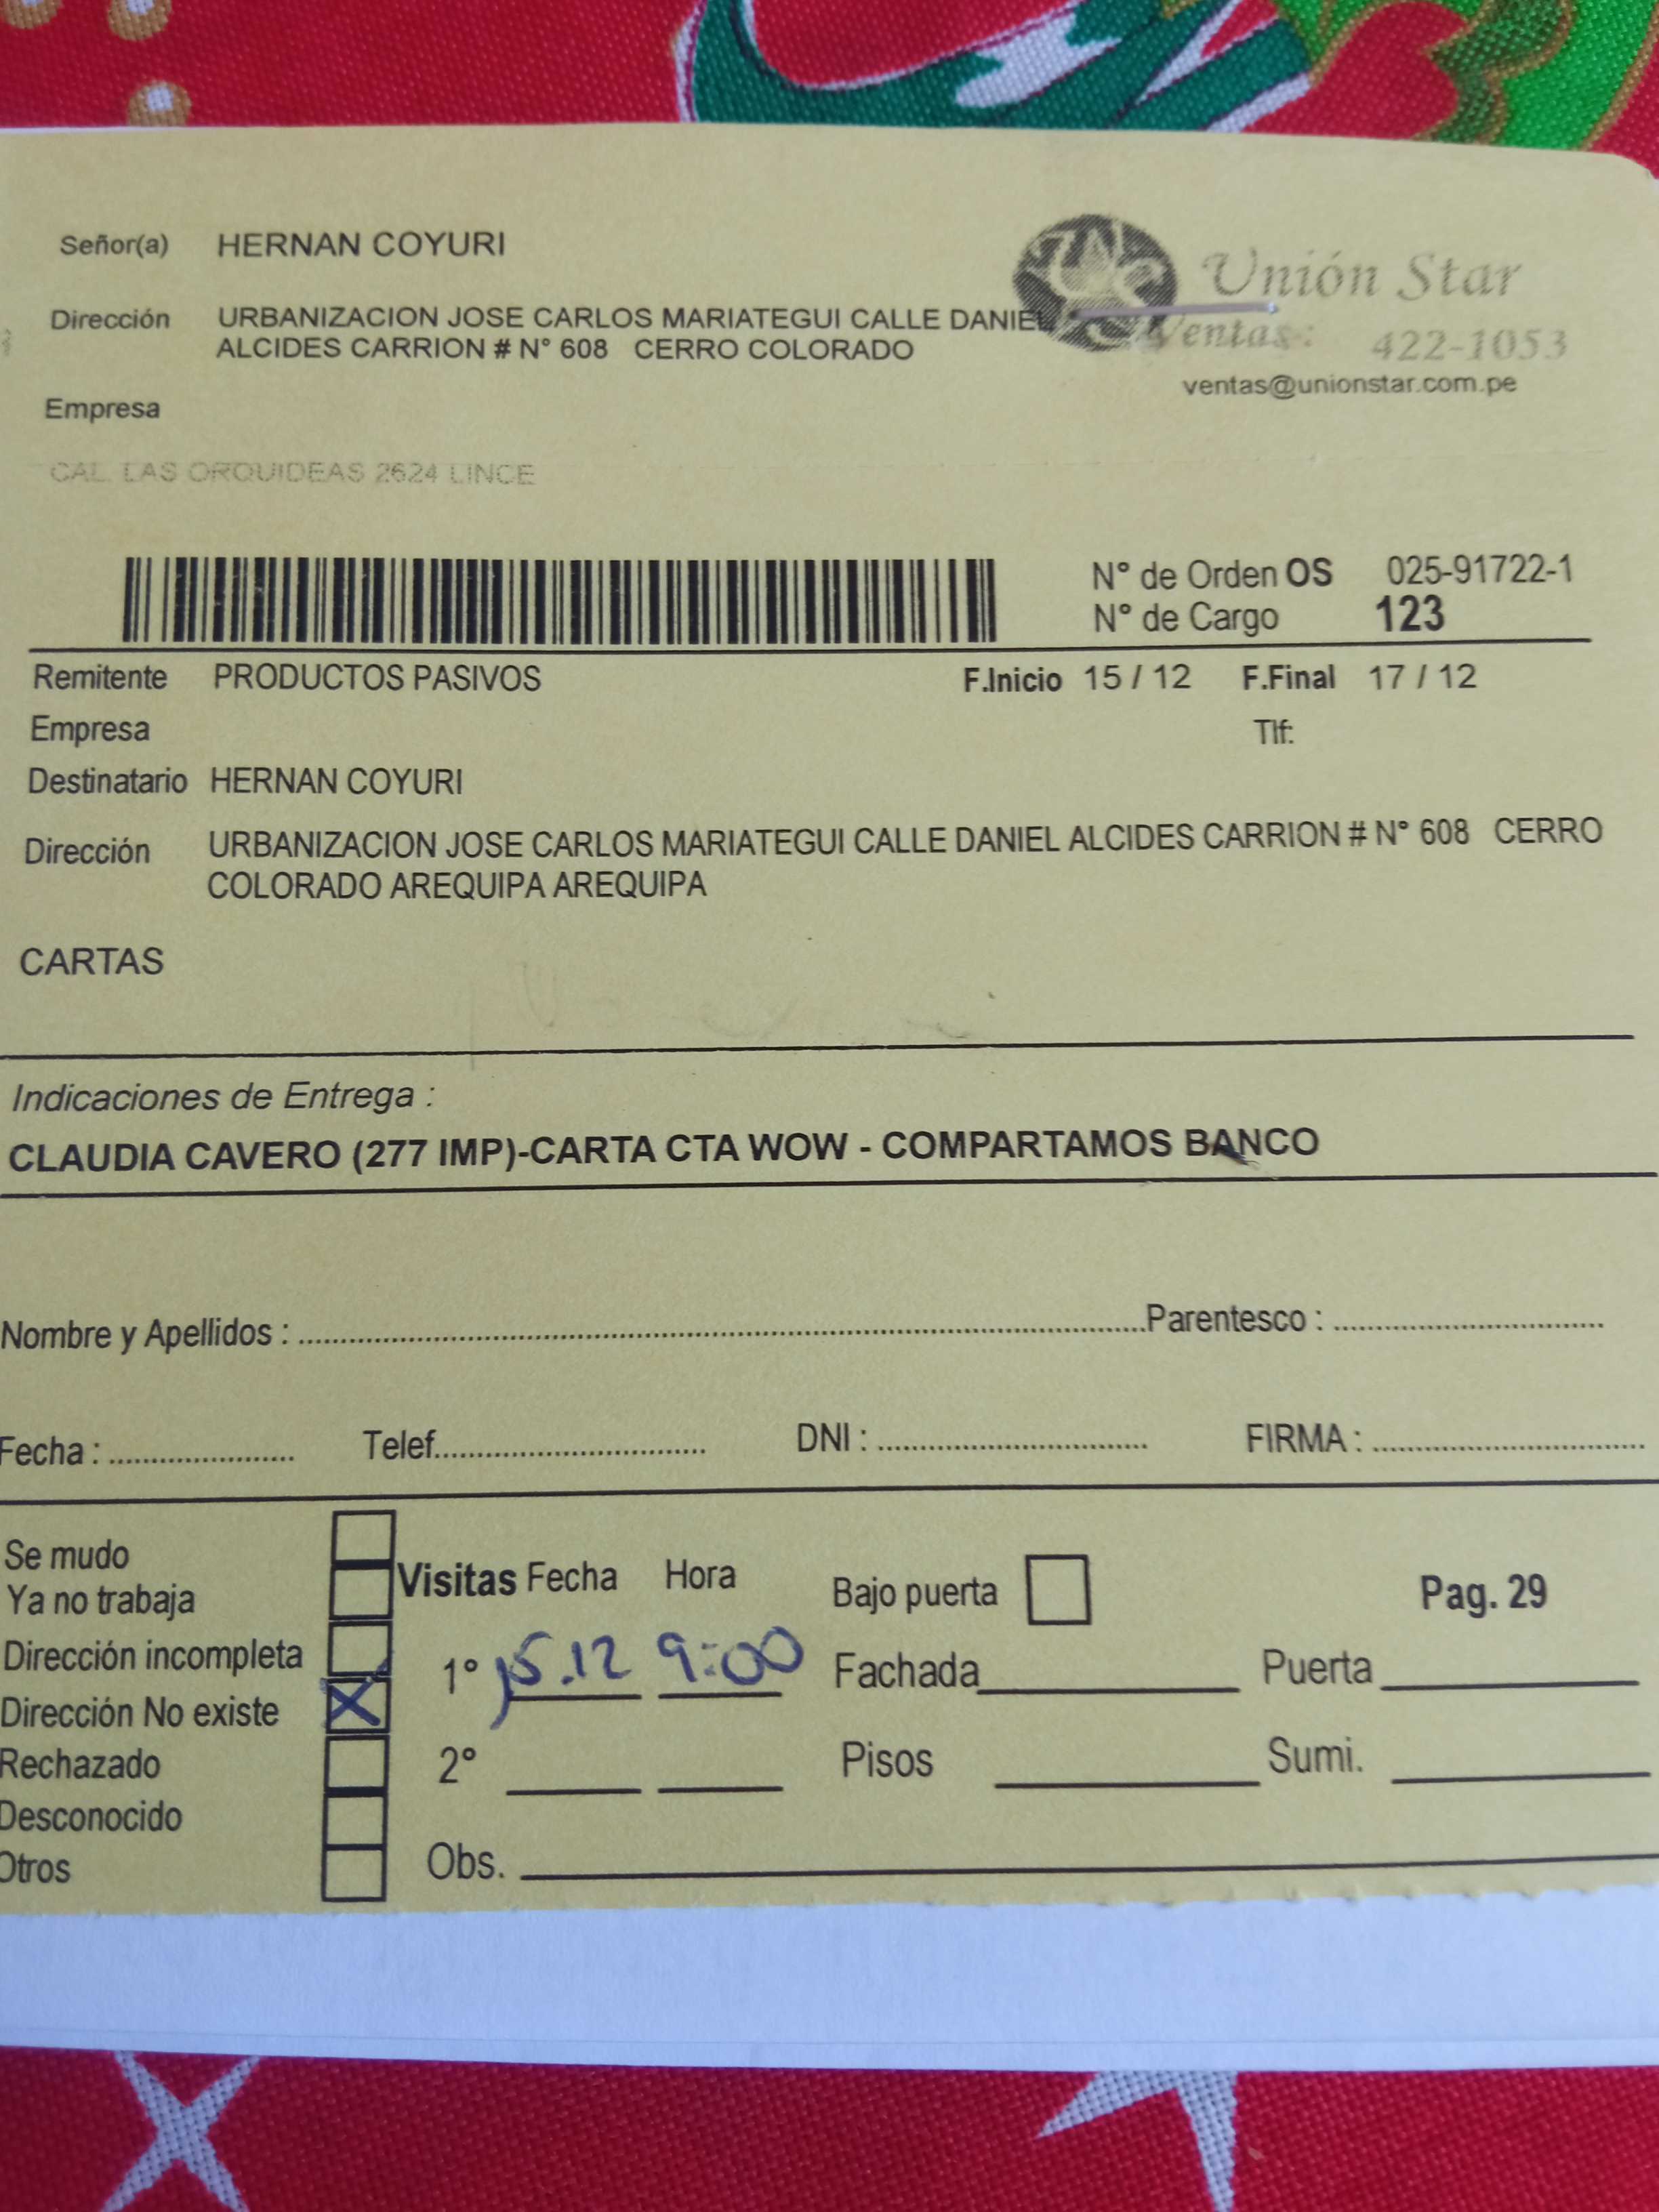 Señor(a) HERNAN COYURI
Unión Star
Dirección URBANIZACION JOSE CARLOS MARIATEGUI CALLE DANIEL
ALCIDES CARRION # N° 608 CERRO COLORADO
Ventas: 422-1053
ventas@unionstar.com.pe
Empresa
CAL. LAS ORQUIDEAS 2624 LINCE
N° de Orden OS 025-91722-1
N° de Cargo 123
Remitente PRODUCTOS PASIVOS F.Inicio 15 / 12 F.Final 17 / 12
Empresa Tlf:
Destinatario HERNAN COYURI
Dirección URBANIZACION JOSE CARLOS MARIATEGUI CALLE DANIEL ALCIDES CARRION # N° 608 CERRO
COLORADO AREQUIPA AREQUIPA
CARTAS
Indicaciones de Entrega :
CLAUDIA CAVERO (277 IMP)-CARTA CTA WOW - COMPARTAMOS BANCO
Nombre y Apellidos : Parentesco :
Fecha : Telef. DNI : FIRMA :
Se mudo
Ya no trabaja
Visitas Fecha Hora Bajo puerta Pag. 29
Dirección incompleta
1° 15.12 9:00 Fachada Puerta
Dirección No existe X
Rechazado
2° Pisos Sumi.
Desconocido
Otros
Obs.